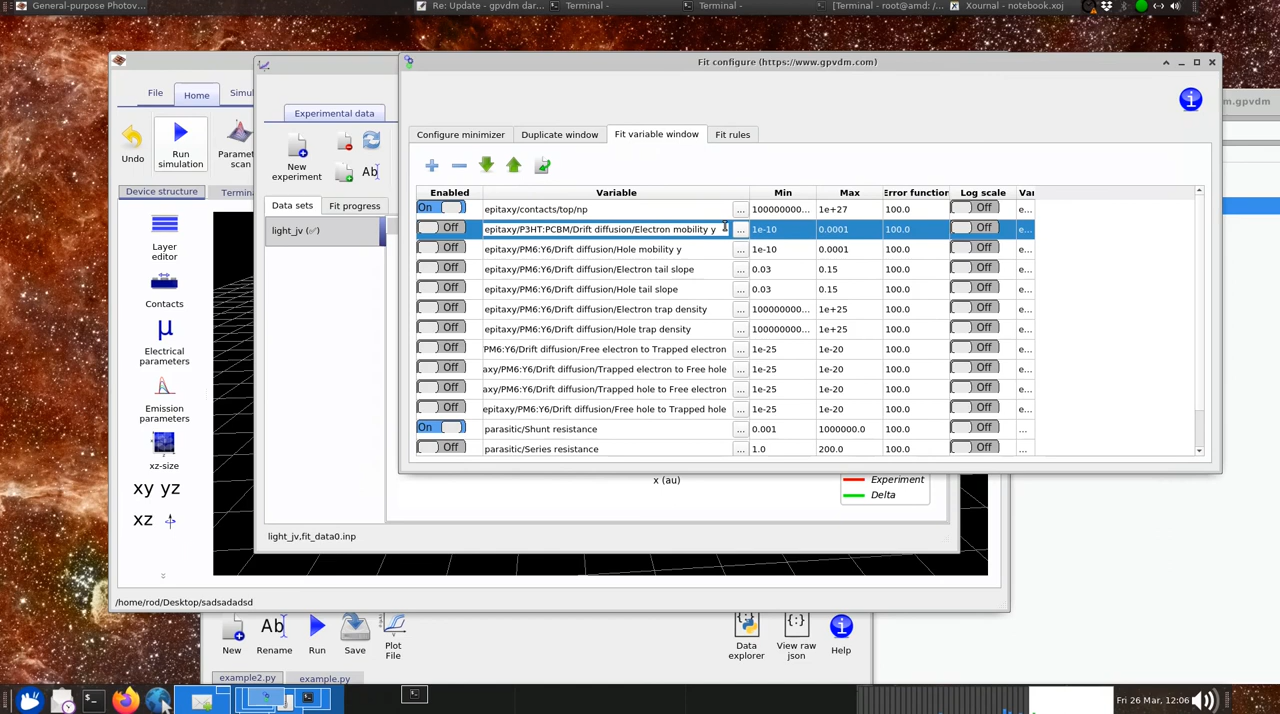 General-purpose Photov...
Re: Update - gpvdm dar...
Terminal -
Terminal -
[Terminal - root@amd: /...
Xournal - notebook.xoj
Fit configure (https://www.gpvdm.com)
m.gpvdm
File
Home
Simul
Undo
Run
simulation
Paramet
scan
Device structure
Termina
Layer
editor
Contacts
μ
Electrical
parameters
Emission
parameters
xz-size
xy yz
xz
/home/rod/Desktop/sadsadadsd
Experimental data
New
experiment
Ab
Data sets
Fit progress
light_jv (✅)
light_jv.fit_data0.inp
Configure minimizer
Duplicate window
Fit variable window
Fit rules
Enabled
Variable
Min
Max
Error function
Log scale
Var
On epitaxy/contacts/top/np ... 100000000... 1e+27 100.0 Off e...
Off epitaxy/P3HT:PCBM/Drift diffusion/Electron mobility y ... 1e-10 0.0001 100.0 Off e...
Off epitaxy/PM6:Y6/Drift diffusion/Hole mobility y ... 1e-10 0.0001 100.0 Off e...
Off epitaxy/PM6:Y6/Drift diffusion/Electron tail slope ... 0.03 0.15 100.0 Off e...
Off epitaxy/PM6:Y6/Drift diffusion/Hole tail slope ... 0.03 0.15 100.0 Off e...
Off epitaxy/PM6:Y6/Drift diffusion/Electron trap density ... 100000000... 1e+25 100.0 Off e...
Off epitaxy/PM6:Y6/Drift diffusion/Hole trap density ... 100000000... 1e+25 100.0 Off e...
Off PM6:Y6/Drift diffusion/Free electron to Trapped electron ... 1e-25 1e-20 100.0 Off e...
Off axy/PM6:Y6/Drift diffusion/Trapped electron to Free hole ... 1e-25 1e-20 100.0 Off e...
Off axy/PM6:Y6/Drift diffusion/Trapped hole to Free electron ... 1e-25 1e-20 100.0 Off e...
Off epitaxy/PM6:Y6/Drift diffusion/Free hole to Trapped hole ... 1e-25 1e-20 100.0 Off e...
On parasitic/Shunt resistance ... 0.001 1000000.0 100.0 Off ...
Off parasitic/Series resistance ... 1.0 200.0 100.0 Off e...
x (au)
Experiment
Delta
New
Ab
Rename
Run
Save
Plot
File
Data
explorer
{:}
View raw
json
Help
example2.py
example.py
Fri 26 Mar, 12:06